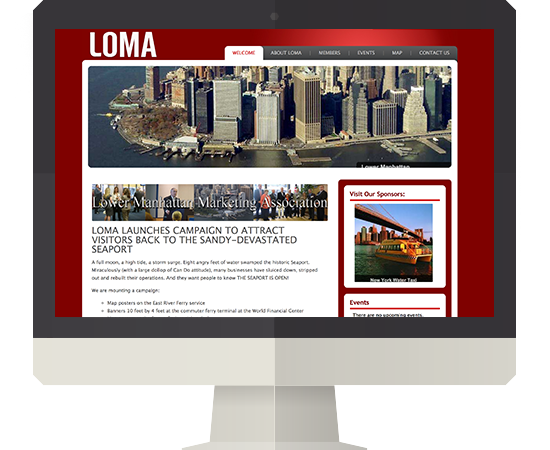 LOMA
WELCOME
ABOUT LOMA
MEMBERS
EVENTS
MAP
CONTACT US
Lower Manhattan
Lower Manhattan Marketing Association
LOMA LAUNCHES CAMPAIGN TO ATTRACT
VISITORS BACK TO THE SANDY-DEVASTATED
SEAPORT
A full moon, a high tide, a storm surge. Eight angry feet of water swamped the historic Seaport.
Miraculously (with a large dollop of Can Do attitude), many businesses have sluiced down, stripped
out and rebuilt their operations. And they want people to know THE SEAPORT IS OPEN!
We are mounting a campaign:
Map posters on the East River Ferry service
Banners 10 feet by 4 feet at the commuter ferry terminal at the World Financial Center
Visit Our Sponsors:
New York Water Taxi
Events
There are no upcoming events.